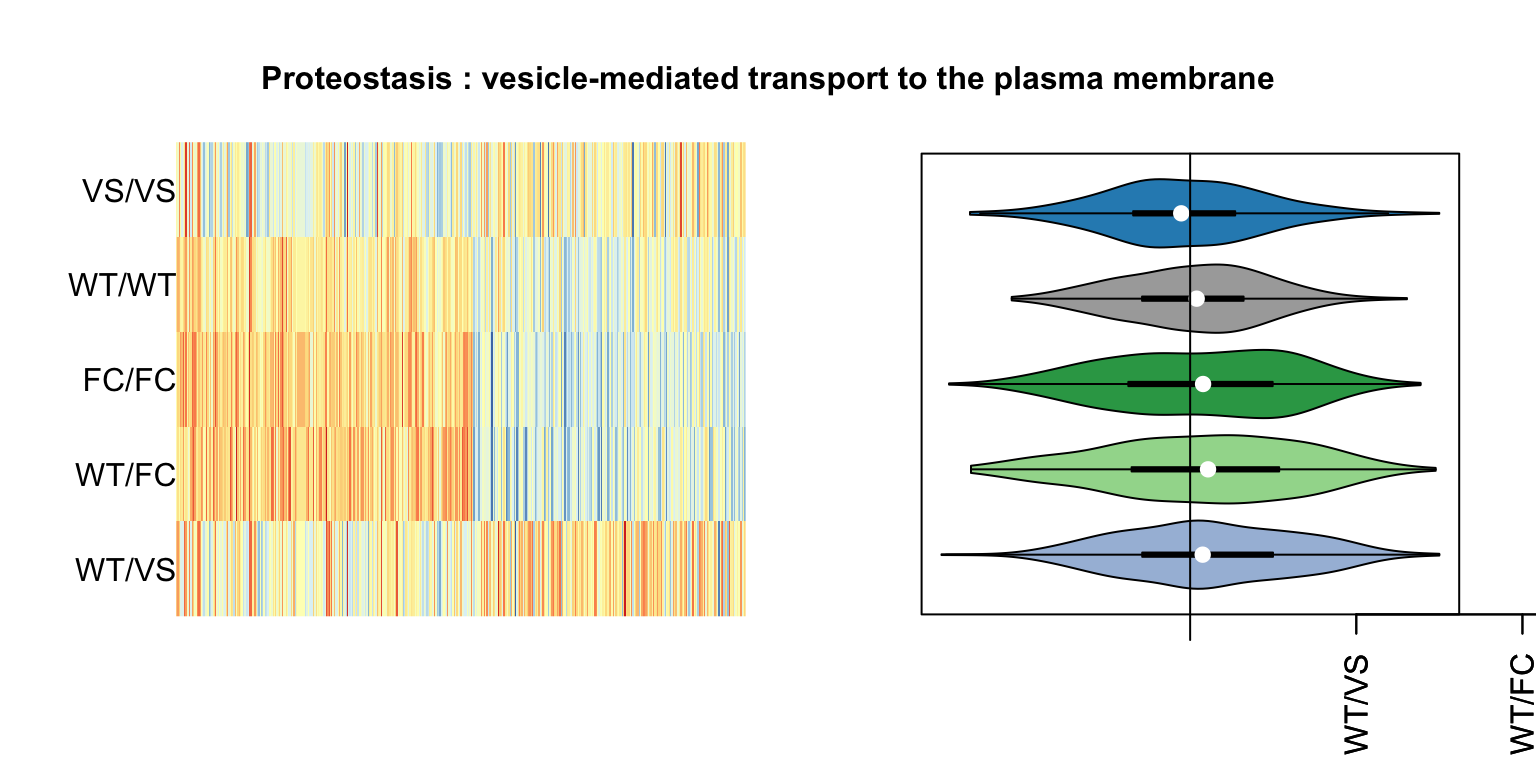 Proteostasis : vesicle-mediated transport to the plasma membrane
VS/VS
WT/WT
FC/FC
WT/FC
WT/VS
WT/VS
WT/FC